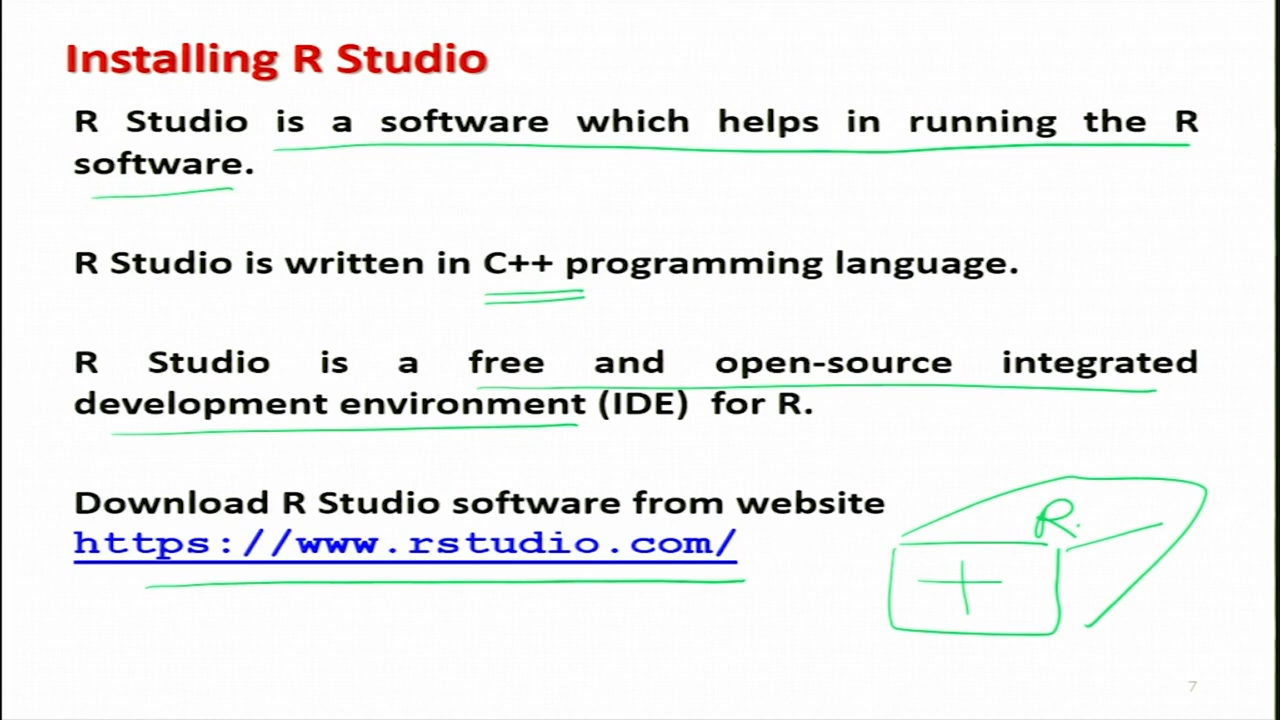 Installing R Studio
R Studio is a software which helps in running the R
software.
R Studio is written in C++ programming language.
R Studio is a free and open-source integrated
development environment (IDE) for R.
Download R Studio software from website
https://www.rstudio.com/
R.
7